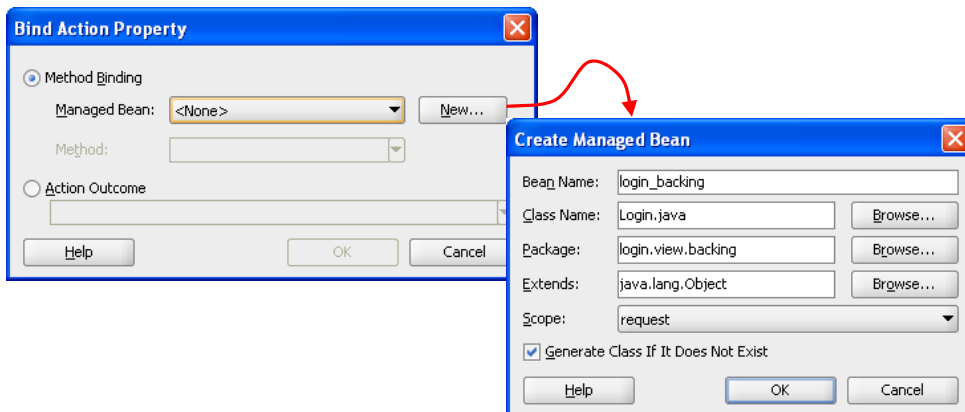 Bind Action Property
Method Binding
Managed Bean: <None> New...
Method:
Action Outcome
Help OK Cancel
Create Managed Bean
Bean Name: login_backing
Class Name: Login.java Browse...
Package: login.view.backing Browse...
Extends: java.lang.Object Browse...
Scope: request
Generate Class If It Does Not Exist
Help OK Cancel